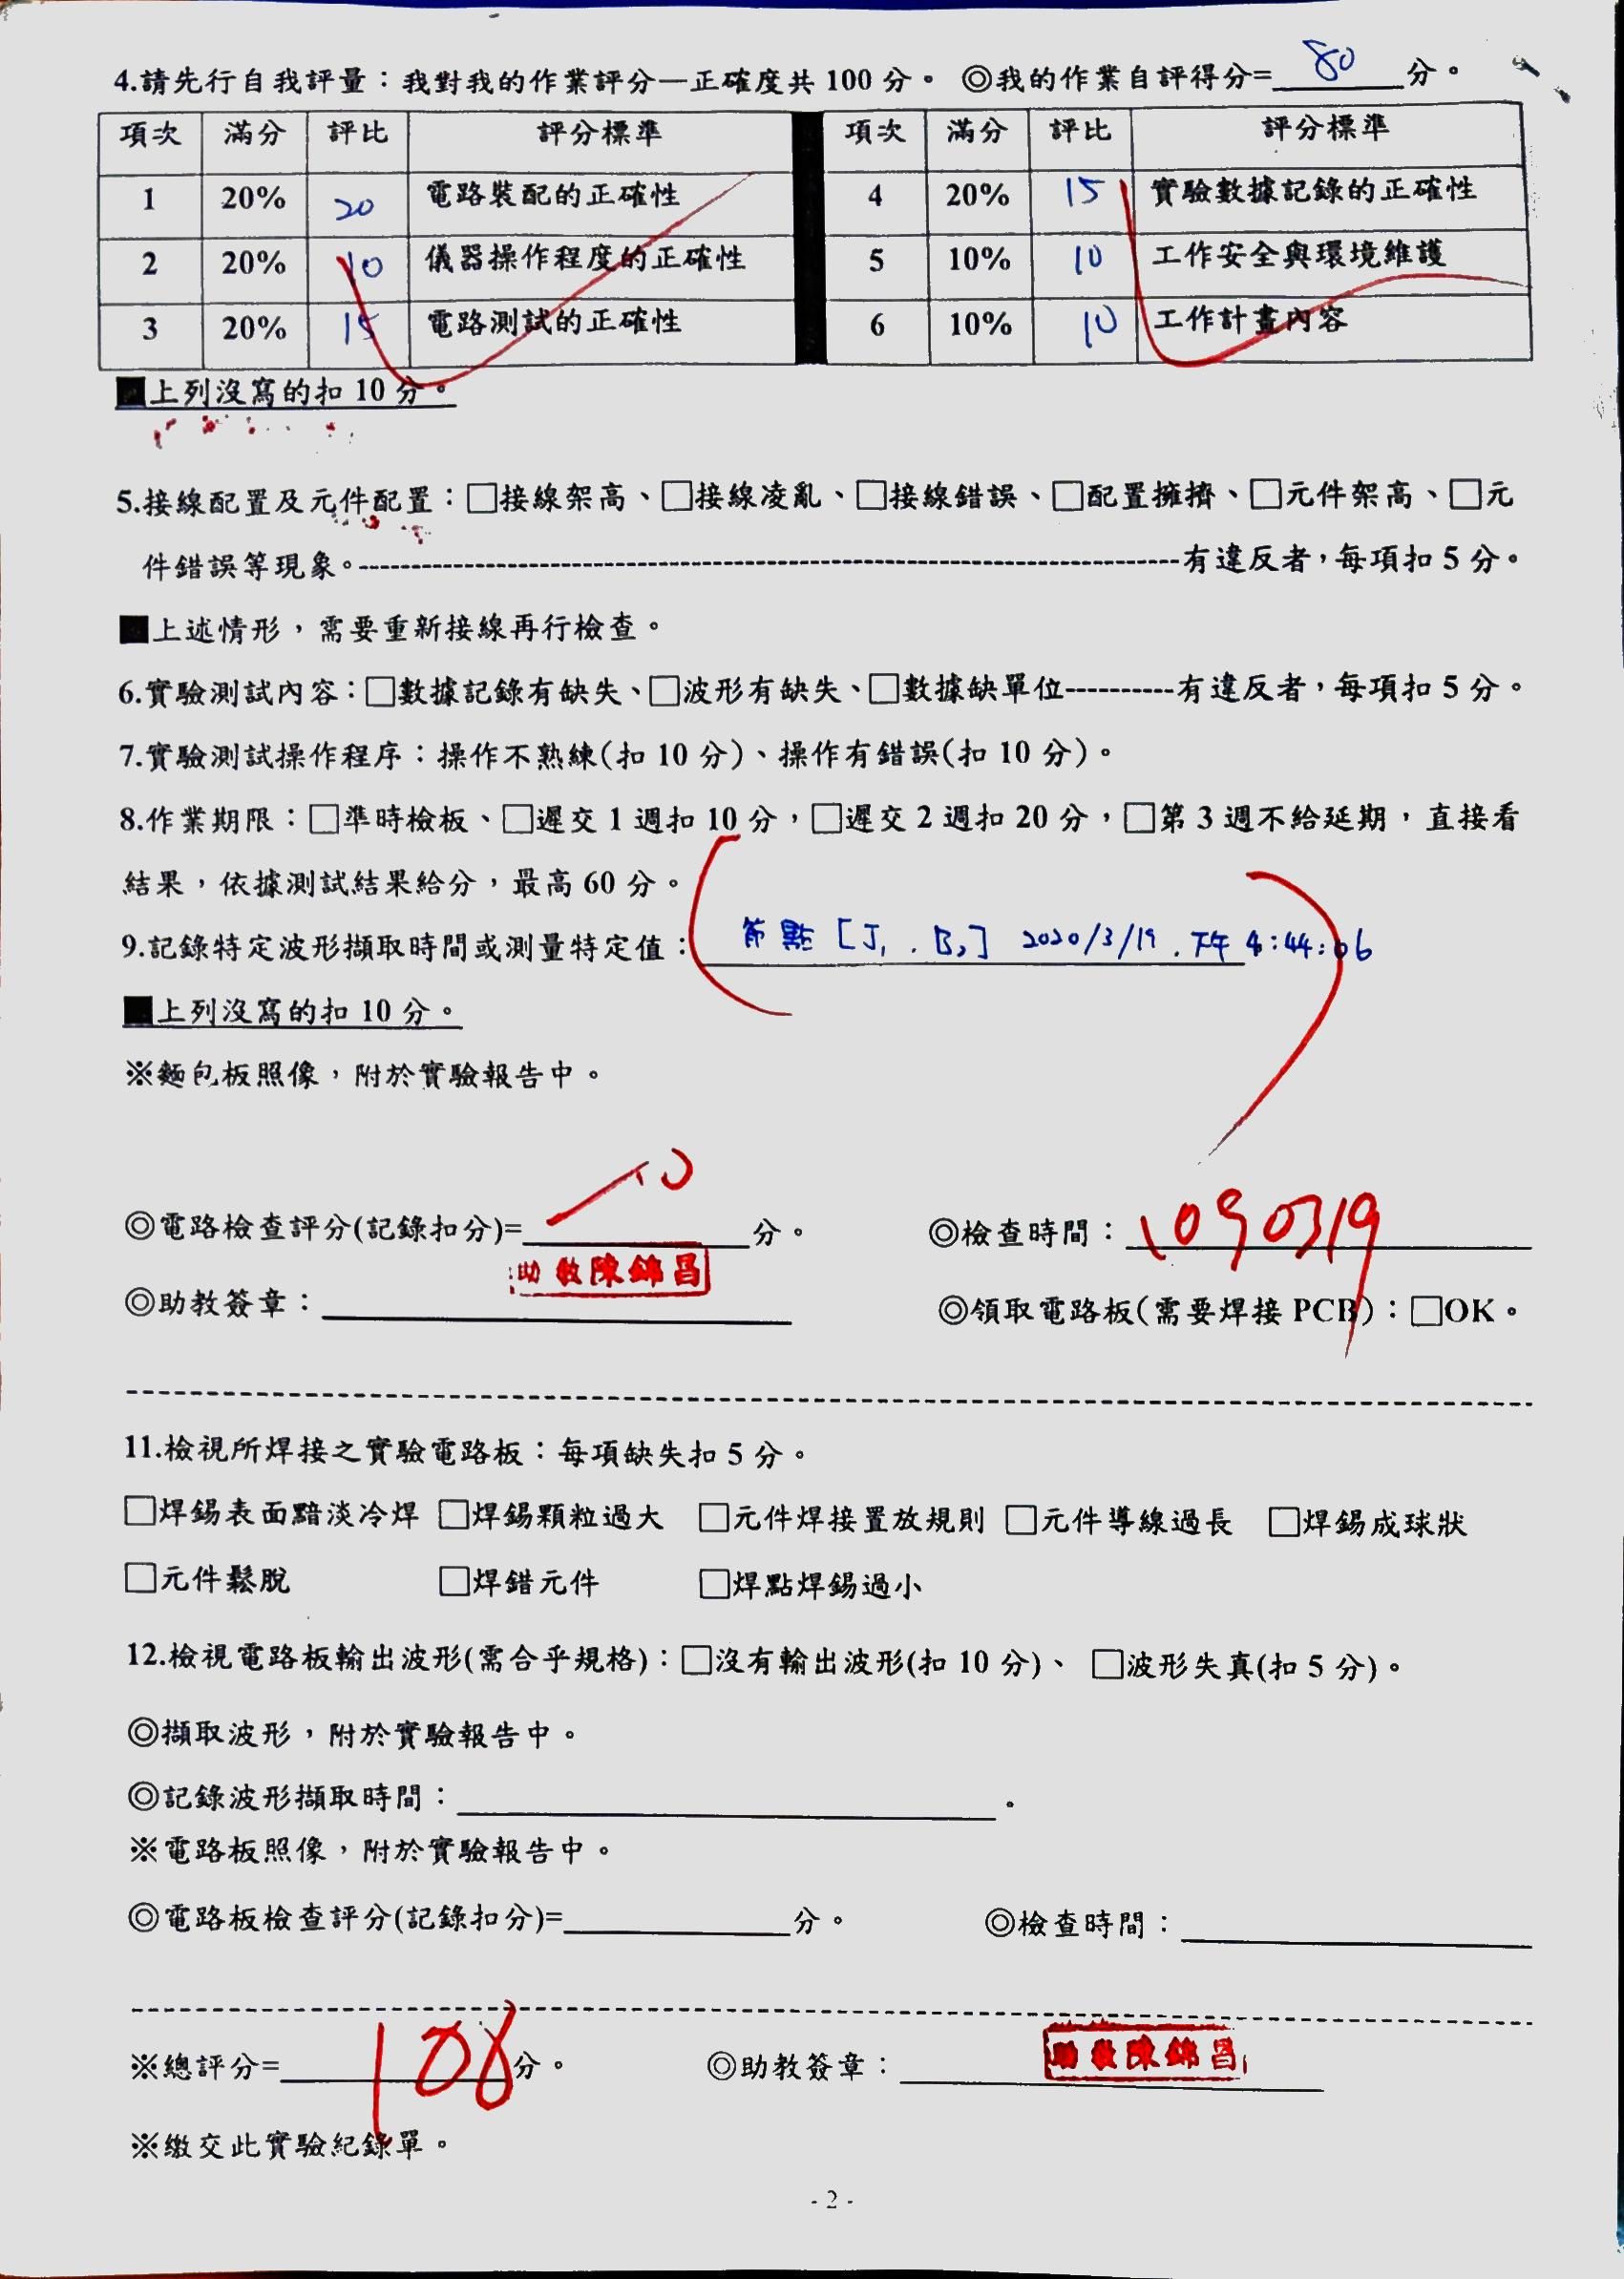 4.請先行自我評量：我對我的作業評分—正確度共 100 分。 ◎我的作業自評得分= 80 分。
項次 滿分 評比 評分標準 項次 滿分 評比 評分標準
1 20% 20 電路裝配的正確性 4 20% 15 實驗數據記錄的正確性
2 20% 10 儀器操作程度的正確性 5 10% 10 工作安全與環境維護
3 20% 15 電路測試的正確性 6 10% 10 工作計畫內容
■上列沒寫的扣 10 分。
5.接線配置及元件配置：□接線架高、□接線凌亂、□接線錯誤、□配置擁擠、□元件架高、□元
件錯誤等現象。------------------------------------------------------------有違反者，每項扣 5 分。
■上述情形，需要重新接線再行檢查。
6.實驗測試內容：□數據記錄有缺失、□波形有缺失、□數據缺單位----------有違反者，每項扣 5 分。
7.實驗測試操作程序：操作不熟練(扣 10 分)、操作有錯誤(扣 10 分)。
8.作業期限：□準時檢板、□遲交 1 週扣 10 分，□遲交 2 週扣 20 分，□第 3 週不給延期，直接看
結果，依據測試結果給分，最高 60 分。
9.記錄特定波形擷取時間或測量特定值： 節點 [J1 . B2] 2020/3/19 . 下午 4:44:06
■上列沒寫的扣 10 分。
※麵包板照像，附於實驗報告中。
◎電路檢查評分(記錄扣分)= 分。 ◎檢查時間： 1090319
助教陳錦昌
◎助教簽章： ◎領取電路板(需要焊接 PCB)：□OK。
11.檢視所焊接之實驗電路板：每項缺失扣 5 分。
□焊錫表面黯淡冷焊 □焊錫顆粒過大 □元件焊接置放規則 □元件導線過長 □焊錫成球狀
□元件鬆脫 □焊錯元件 □焊點焊錫過小
12.檢視電路板輸出波形(需合乎規格)：□沒有輸出波形(扣 10 分)、 □波形失真(扣 5 分)。
◎擷取波形，附於實驗報告中。
◎記錄波形擷取時間： 。
※電路板照像，附於實驗報告中。
◎電路板檢查評分(記錄扣分)= 分。 ◎檢查時間：
※總評分= 108 分。 ◎助教簽章： 助教陳錦昌
※繳交此實驗紀錄單。
- 2 -